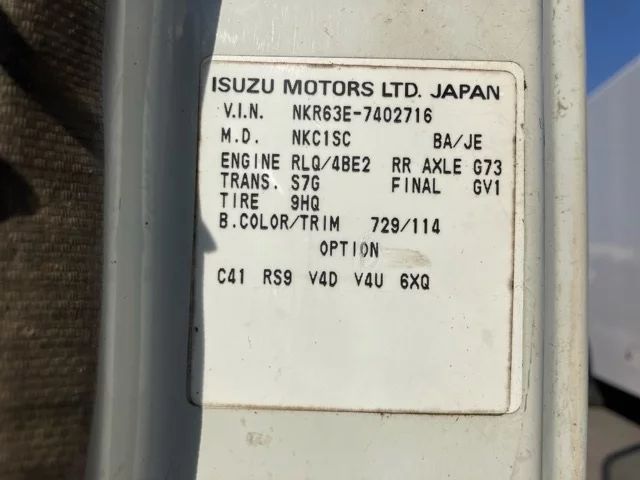 ISUZU MOTORS LTD. JAPAN
V.I.N. NKR63E-7402716
M.D. NKC1SC BA/JE
ENGINE RLQ/4BE2 RR AXLE G73
TRANS. S7G FINAL GV1
TIRE 9HQ
B.COLOR/TRIM 729/114
OPTION
C41 RS9 V4D V4U 6XQ